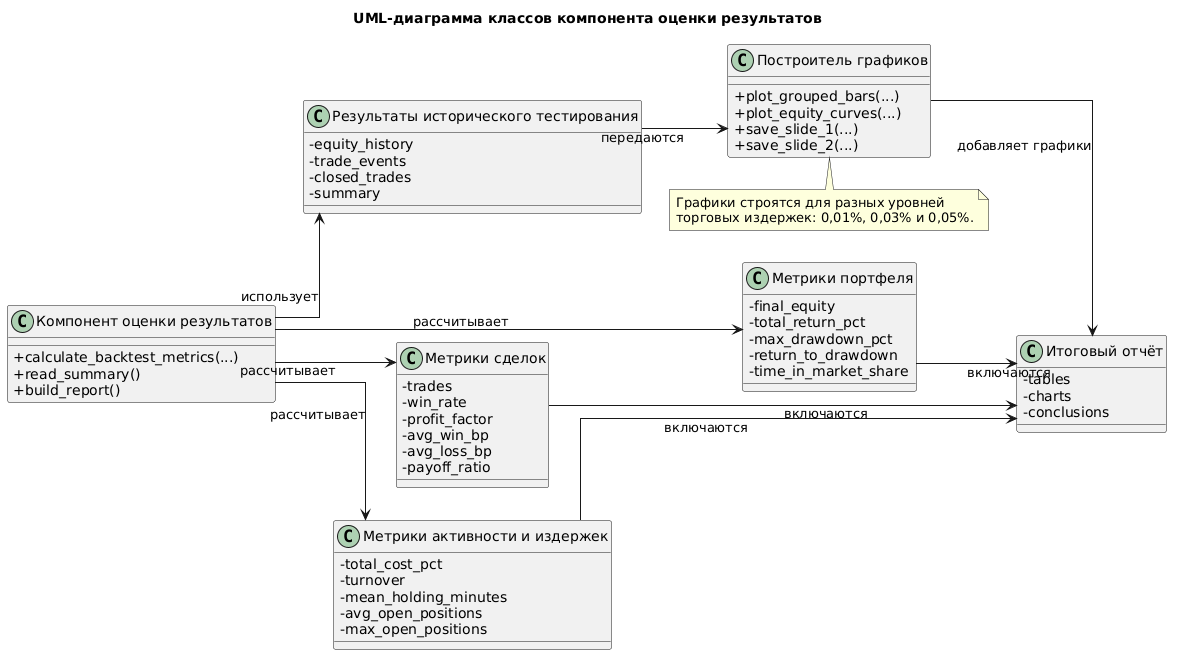 UML-диаграмма классов компонента оценки результатов
C Построитель графиков
+plot_grouped_bars(...)
+plot_equity_curves(...)
+save_slide_1(...)
+save_slide_2(...)
C Результаты исторического тестирования
-equity_history
-trade_events
-closed_trades
-summary
передаются
добавляет графики
Графики строятся для разных уровней
торговых издержек: 0,01%, 0,03% и 0,05%.
использует
C Компонент оценки результатов
+calculate_backtest_metrics(...)
+read_summary()
+build_report()
рассчитывает
рассчитывает
рассчитывает
C Метрики портфеля
-final_equity
-total_return_pct
-max_drawdown_pct
-return_to_drawdown
-time_in_market_share
C Метрики сделок
-trades
-win_rate
-profit_factor
-avg_win_bp
-avg_loss_bp
-payoff_ratio
включаются
включаются
включаются
C Итоговый отчёт
-tables
-charts
-conclusions
C Метрики активности и издержек
-total_cost_pct
-turnover
-mean_holding_minutes
-avg_open_positions
-max_open_positions